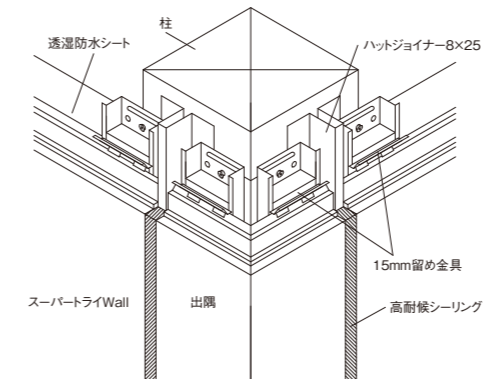 柱
透湿防水シート
ハットジョイナー8×25
15mm留め金具
スーパートライWall
出隅
高耐候シーリング